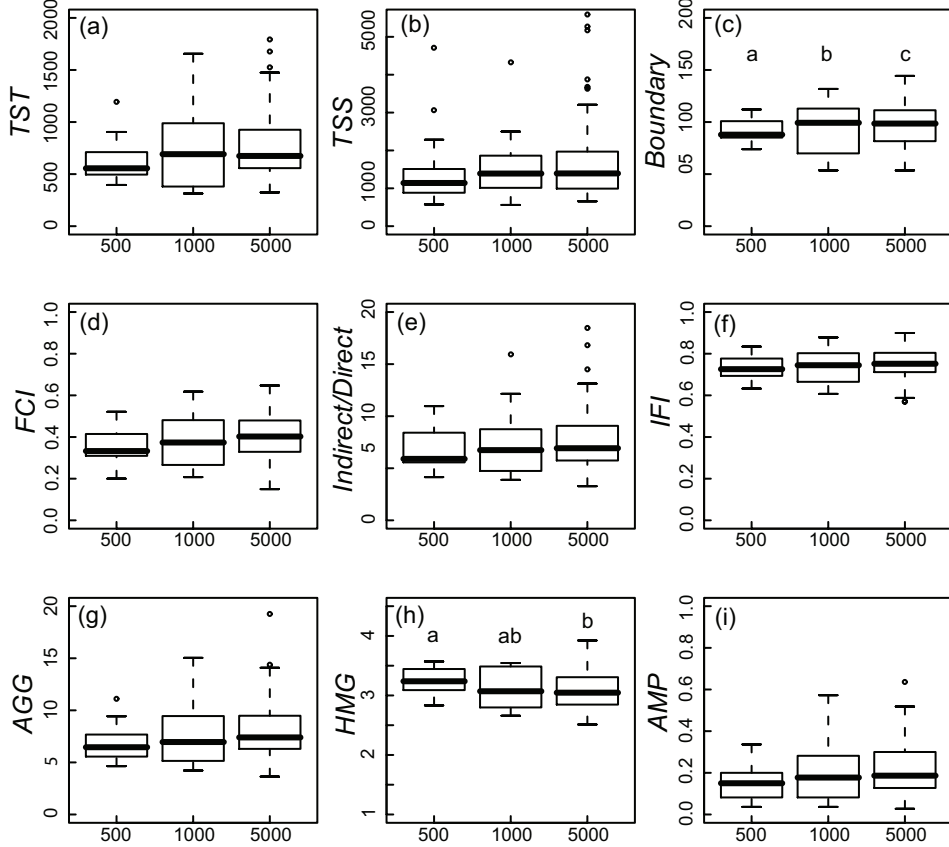 (a)
TST
0 500 1000 1500 2000
500 1000 5000
(b)
TSS
0 1000 3000 5000
500 1000 5000
(c)
a b c
Boundary
0 05 100 150 200
500 1000 5000
(d)
FCI
0.0 0.2 0.4 0.6 0.8 1.0
500 1000 5000
(e)
Indirect/Direct
0 5 10 15 20
500 1000 5000
(f)
IFI
0.0 0.2 0.4 0.6 0.8 1.0
500 1000 5000
(g)
AGG
0 5 10 15 20
500 1000 5000
(h)
a ab b
HMG
1 2 3 4
500 1000 5000
(i)
AMP
0.0 0.2 0.4 0.6 0.8 1.0
500 1000 5000